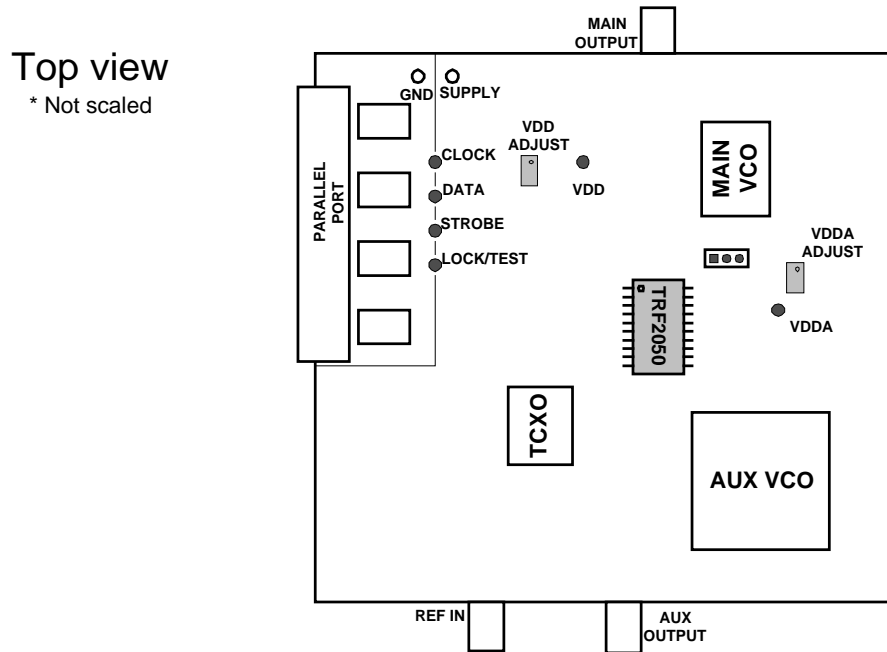 Top view
* Not scaled
MAIN
OUTPUT
GND
SUPPLY
PARALLEL
PORT
CLOCK
DATA
STROBE
LOCK/TEST
VDD
ADJUST
VDD
MAIN
VCO
VDDA
ADJUST
VDDA
TRF2050
TCXO
AUX VCO
REF IN
AUX
OUTPUT